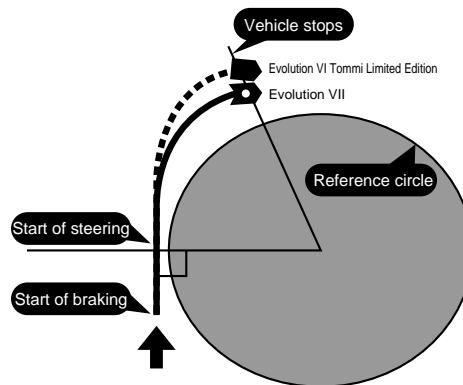 Vehicle stops
Evolution VI Tommi Limited Edition
Evolution VII
Reference circle
Start of steering
Start of braking